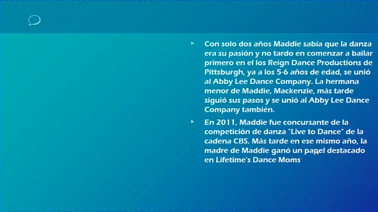 Con solo dos años Maddie sabía que la danza
era su pasión y no tardo en comenzar a bailar
primero en el los Reign Dance Productions de
Pittsburgh, ya a los 5-6 años de edad, se unió
al Abby Lee Dance Company. La hermana
menor de Maddie, Mackenzie, más tarde
siguió sus pasos y se unió al Abby Lee Dance
Company también.
En 2011, Maddie fue concursante de la
competición de danza "Live to Dance" de la
cadena CBS. Más tarde en ese mismo año, la
madre de Maddie ganó un papel destacado
en Lifetime's Dance Moms